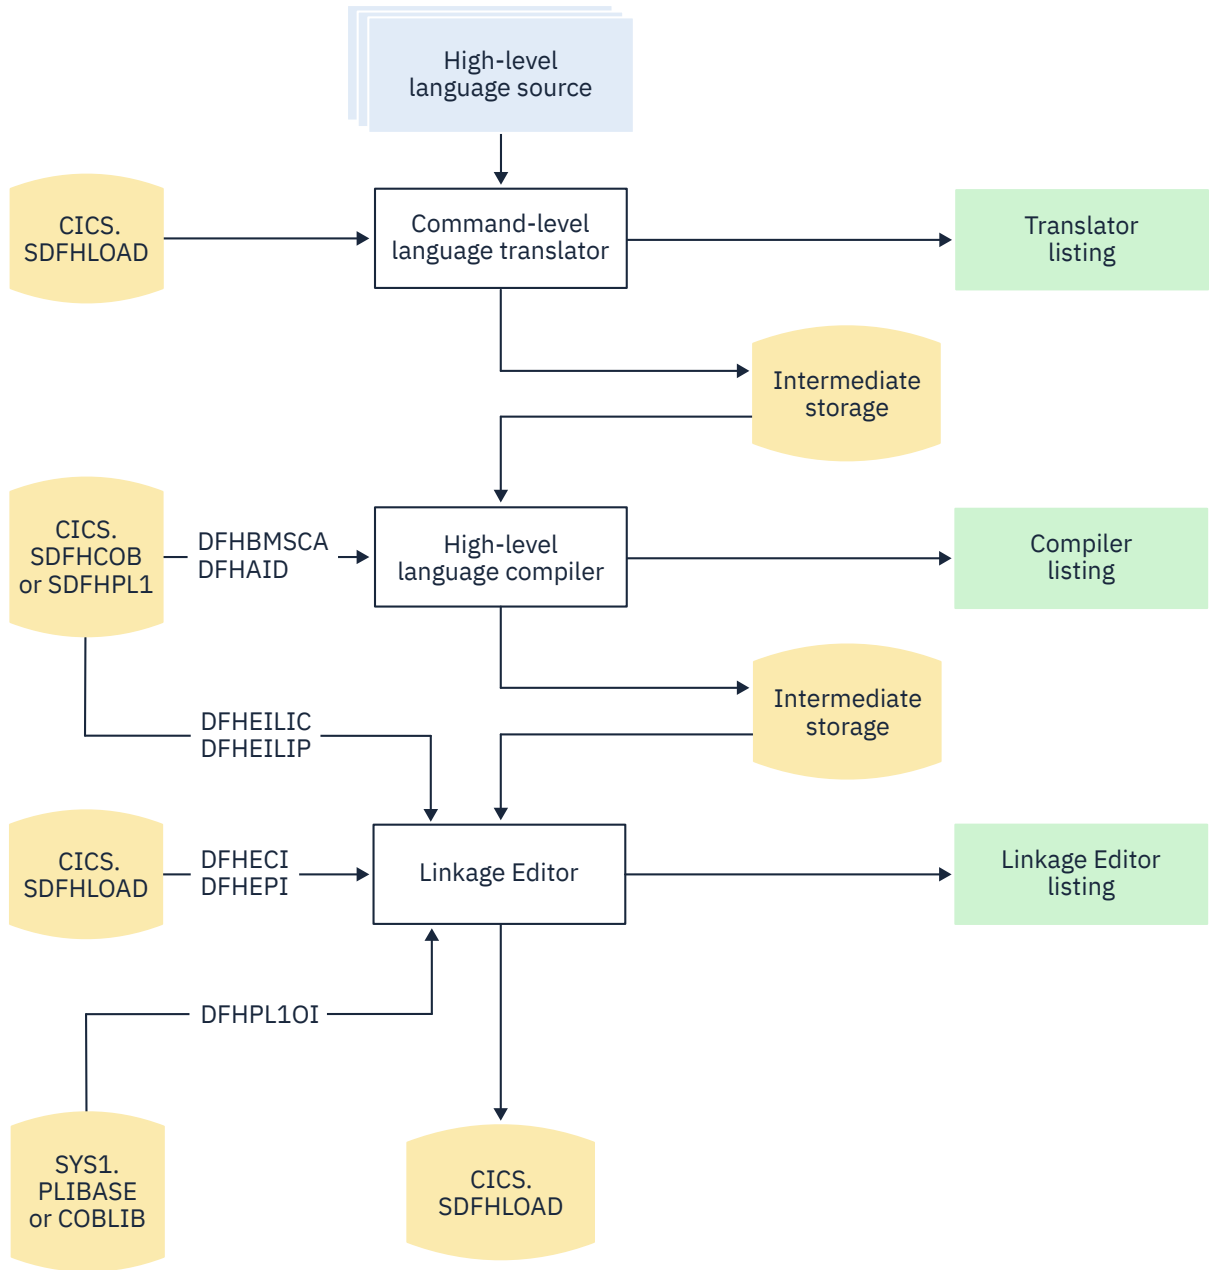 High-level
language source
CICS.
SDFHLOAD
Command-level
language translator
Translator
listing
Intermediate
storage
CICS.
SDFHCOB
or SDFHPL1
DFHBMSCA
DFHAID
High-level
language compiler
Compiler
listing
Intermediate
storage
DFHEILIC
DFHEILIP
CICS.
SDFHLOAD
DFHECI
DFHEPI
Linkage Editor
Linkage Editor
listing
DFHPL1OI
SYS1.
PLIBASE
or COBLIB
CICS.
SDFHLOAD